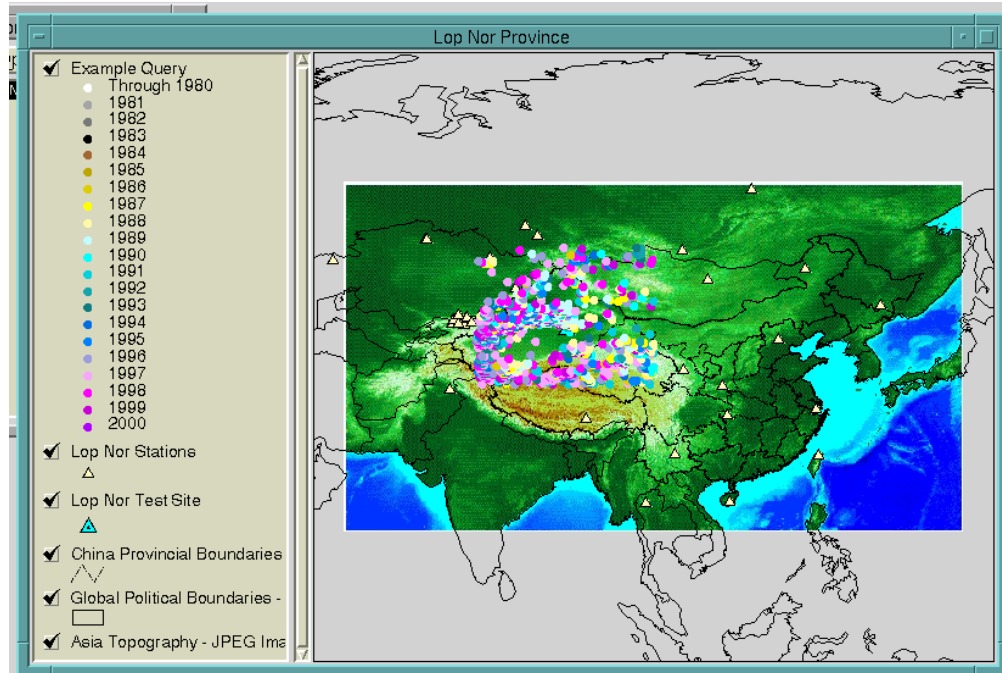 Lop Nor Province
Example Query
Through 1980
1981
1982
1983
1984
1985
1986
1987
1988
1989
1990
1991
1992
1993
1994
1995
1996
1997
1998
1999
2000
Lop Nor Stations
Lop Nor Test Site
China Provincial Boundaries
Global Political Boundaries -
Asia Topography - JPEG Ima